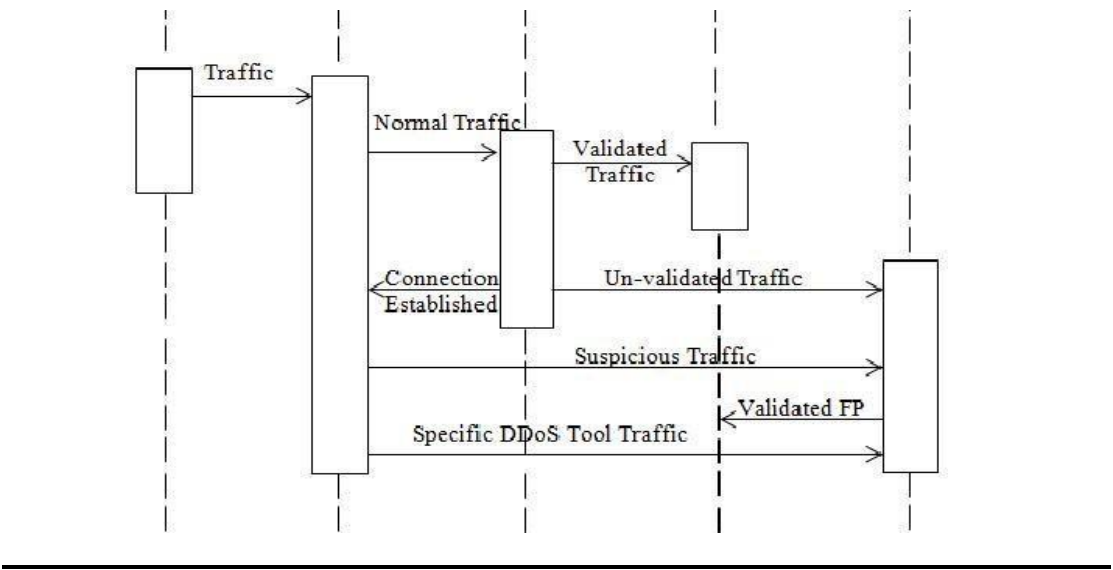 Traffic
Normal Traffic
Validated
Traffic
Connection
Established
Un-validated Traffic
Suspicious Traffic
Validated FP
Specific DDoS Tool Traffic